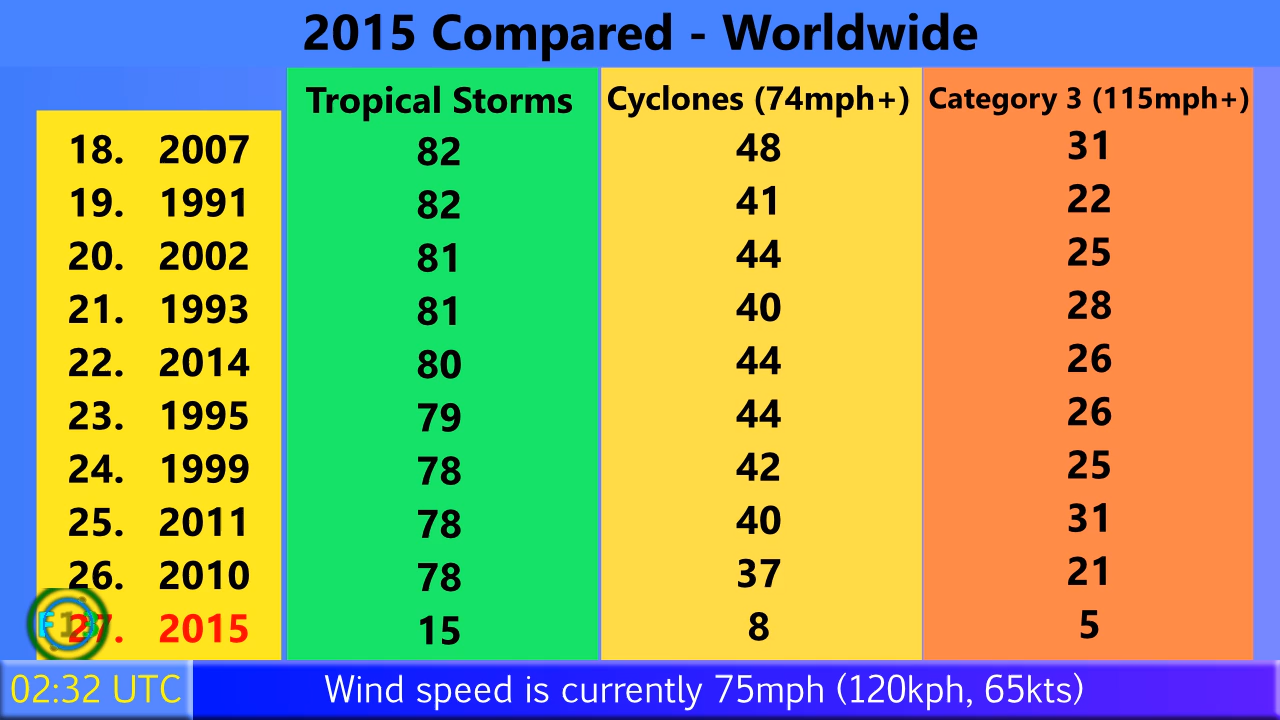 2015 Compared - Worldwide
Tropical Storms Cyclones (74mph+) Category 3 (115mph+)
18. 2007 82 48 31
19. 1991 82 41 22
20. 2002 81 44 25
21. 1993 81 40 28
22. 2014 80 44 26
23. 1995 79 44 26
24. 1999 78 42 25
25. 2011 78 40 31
26. 2010 78 37 21
27. 2015 15 8 5
02:32 UTC Wind speed is currently 75mph (120kph, 65kts)